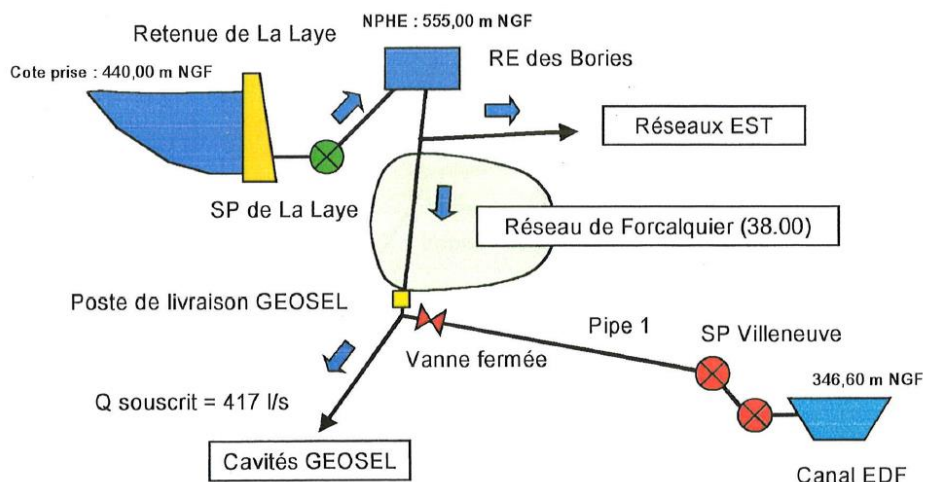 NPHE : 555,00 m NGF
Retenue de La Laye
RE des Bories
Cote prise : 440,00 m NGF
Réseaux EST
SP de La Laye
Réseau de Forcalquier (38.00)
Poste de livraison GEOSEL
Pipe 1
SP Villeneuve
Vanne fermée
346,60 m NGF
Q souscrit = 417 l/s
Cavités GEOSEL
Canal EDF